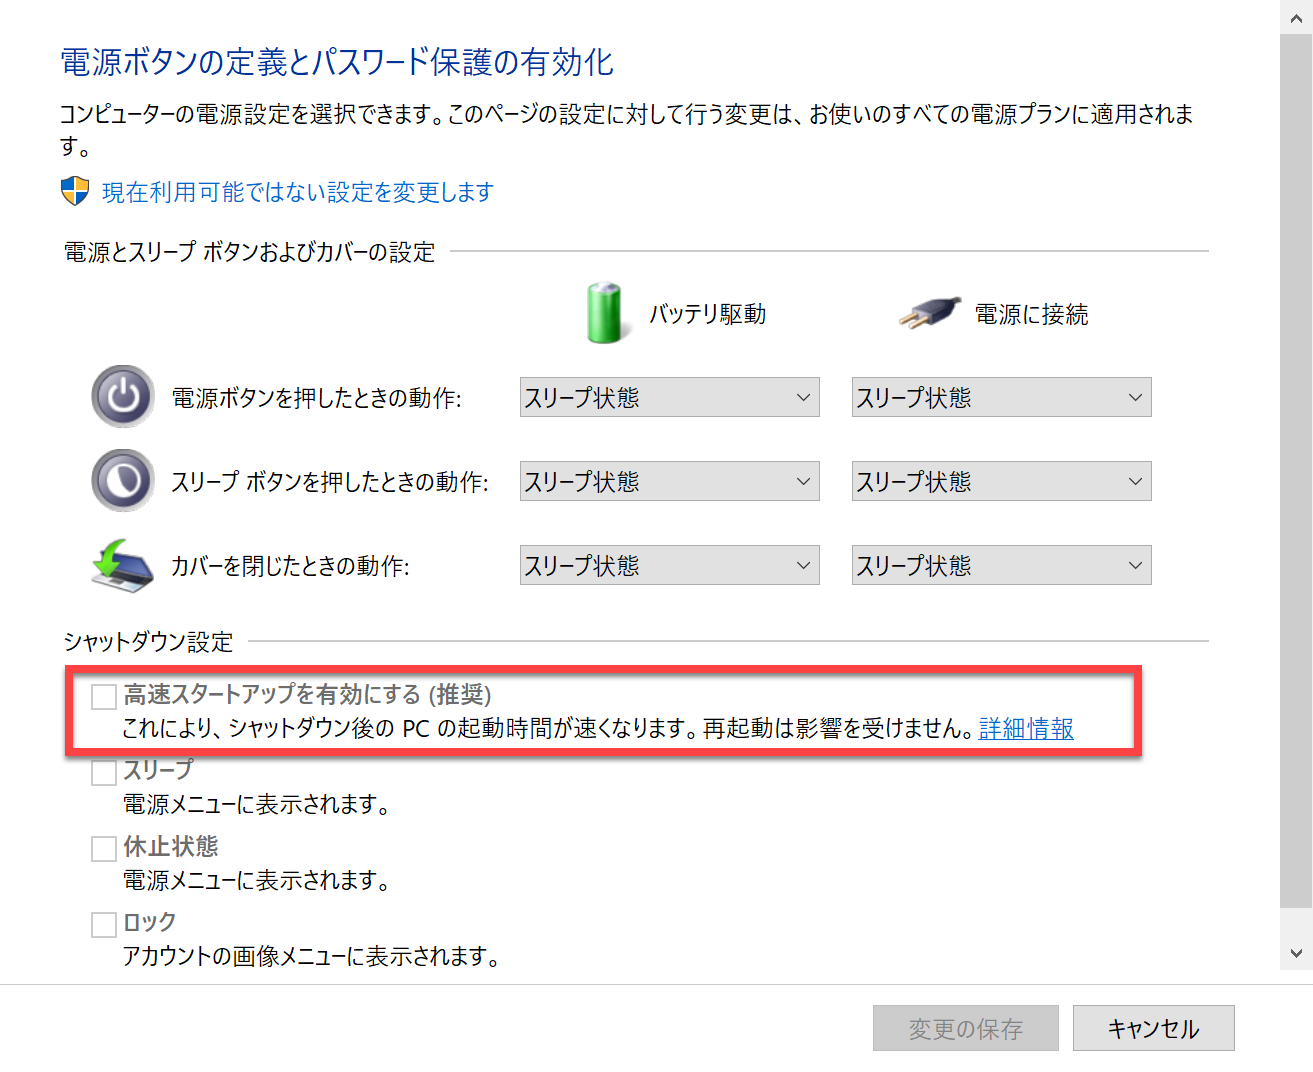 電源ボタンの定義とパスワード保護の有効化
コンピューターの電源設定を選択できます。このページの設定に対して行う変更は、お使いのすべての電源プランに適用されま
す。
現在利用可能ではない設定を変更します
電源とスリープ ボタンおよびカバーの設定
バッテリ駆動 電源に接続
電源ボタンを押したときの動作: スリープ状態 スリープ状態
スリープ ボタンを押したときの動作: スリープ状態 スリープ状態
カバーを閉じたときの動作: スリープ状態 スリープ状態
シャットダウン設定
高速スタートアップを有効にする (推奨)
これにより、シャットダウン後の PC の起動時間が速くなります。再起動は影響を受けません。詳細情報
スリープ
電源メニューに表示されます。
休止状態
電源メニューに表示されます。
ロック
アカウントの画像メニューに表示されます。
変更の保存 キャンセル